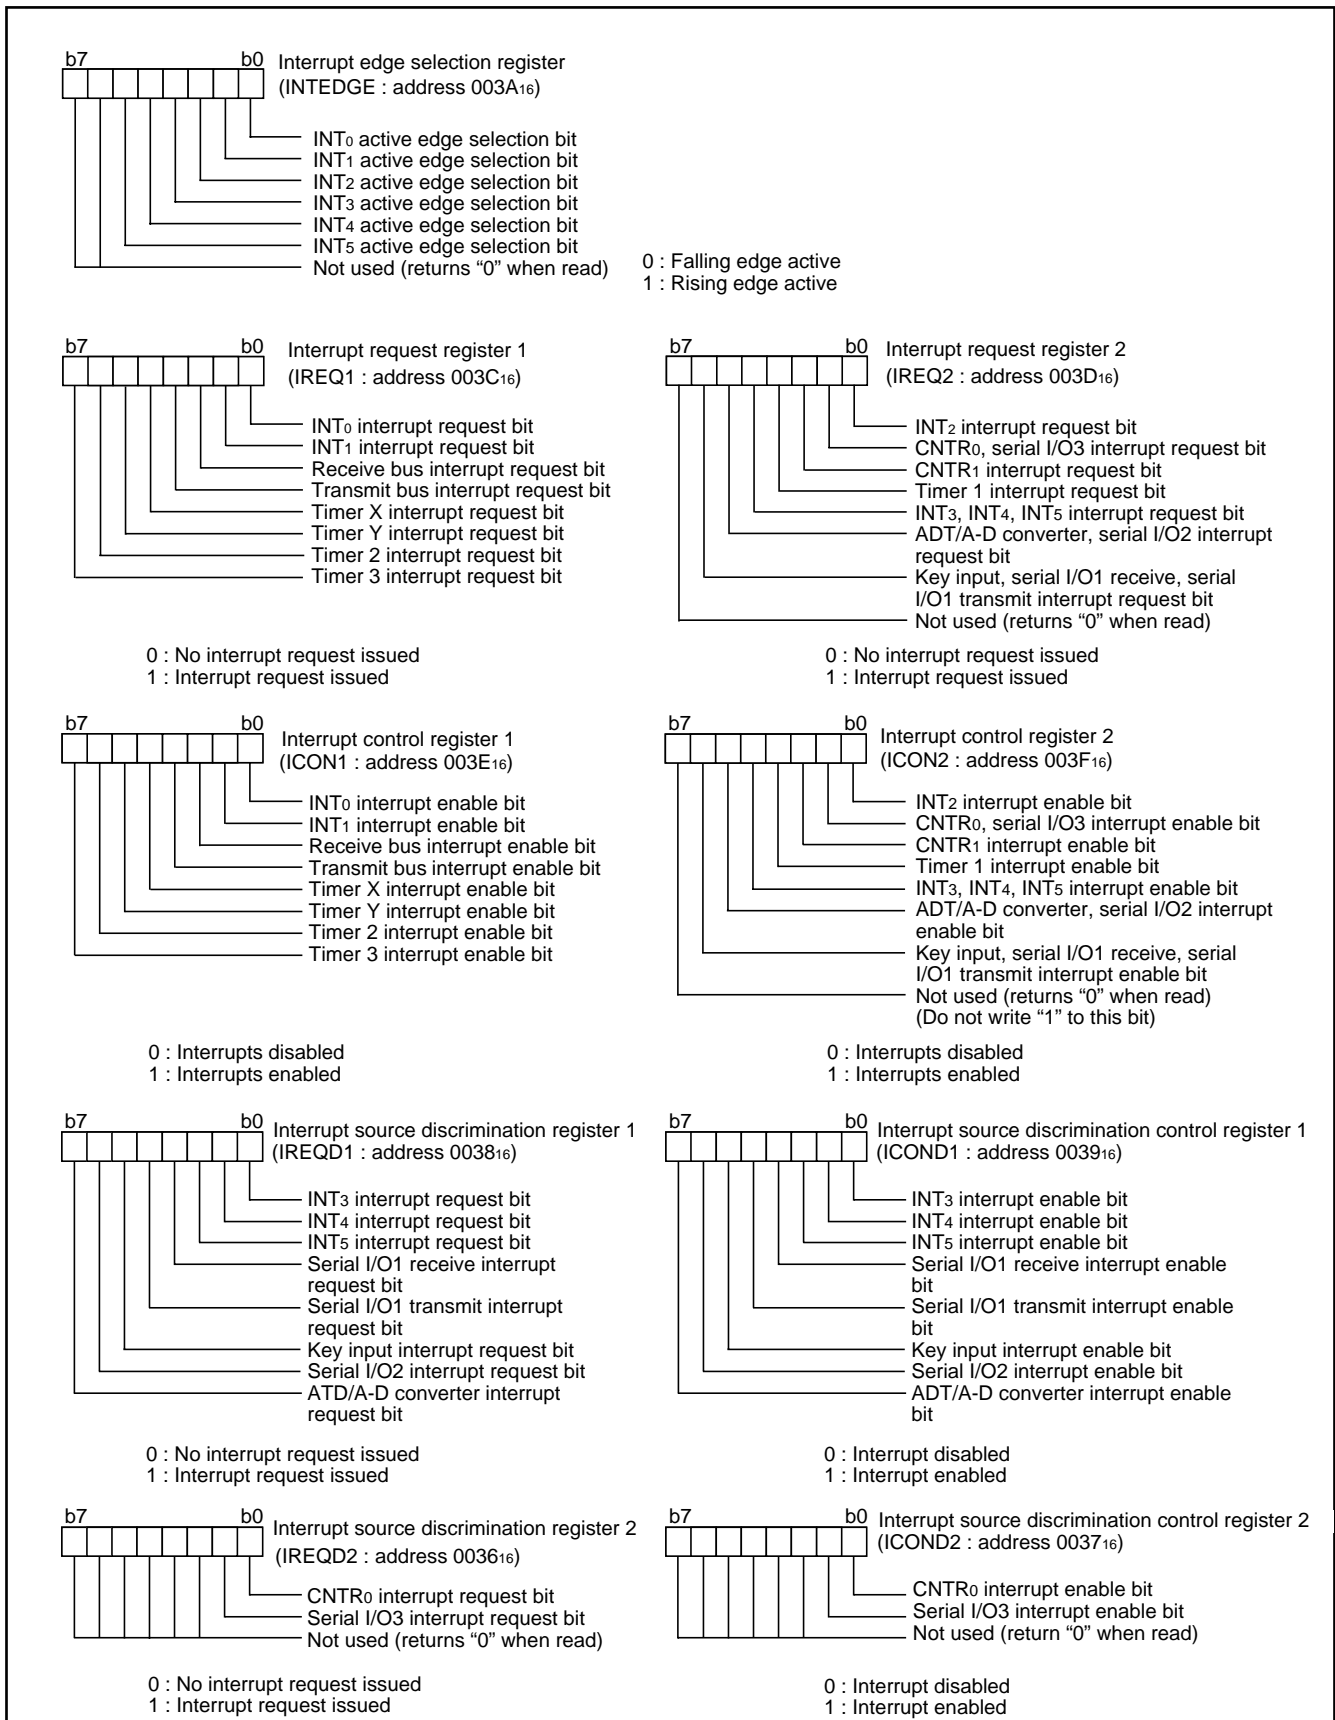 b7 b0 Interrupt edge selection register
(INTEDGE : address 003A16)
INT0 active edge selection bit
INT1 active edge selection bit
INT2 active edge selection bit
INT3 active edge selection bit
INT4 active edge selection bit
INT5 active edge selection bit
Not used (returns “0” when read)
0 : Falling edge active
1 : Rising edge active
b7 b0 Interrupt request register 1
(IREQ1 : address 003C16)
INT0 interrupt request bit
INT1 interrupt request bit
Receive bus interrupt request bit
Transmit bus interrupt request bit
Timer X interrupt request bit
Timer Y interrupt request bit
Timer 2 interrupt request bit
Timer 3 interrupt request bit
0 : No interrupt request issued
1 : Interrupt request issued
b7 b0 Interrupt request register 2
(IREQ2 : address 003D16)
INT2 interrupt request bit
CNTR0, serial I/O3 interrupt request bit
CNTR1 interrupt request bit
Timer 1 interrupt request bit
INT3, INT4, INT5 interrupt request bit
ADT/A-D converter, serial I/O2 interrupt
request bit
Key input, serial I/O1 receive, serial
I/O1 transmit interrupt request bit
Not used (returns “0” when read)
0 : No interrupt request issued
1 : Interrupt request issued
b7 b0 Interrupt control register 1
(ICON1 : address 003E16)
INT0 interrupt enable bit
INT1 interrupt enable bit
Receive bus interrupt enable bit
Transmit bus interrupt enable bit
Timer X interrupt enable bit
Timer Y interrupt enable bit
Timer 2 interrupt enable bit
Timer 3 interrupt enable bit
0 : Interrupts disabled
1 : Interrupts enabled
b7 b0 Interrupt control register 2
(ICON2 : address 003F16)
INT2 interrupt enable bit
CNTR0, serial I/O3 interrupt enable bit
CNTR1 interrupt enable bit
Timer 1 interrupt enable bit
INT3, INT4, INT5 interrupt enable bit
ADT/A-D converter, serial I/O2 interrupt
enable bit
Key input, serial I/O1 receive, serial
I/O1 transmit interrupt enable bit
Not used (returns “0” when read)
(Do not write “1” to this bit)
0 : Interrupts disabled
1 : Interrupts enabled
b7 b0 Interrupt source discrimination register 1
(IREQD1 : address 003816)
INT3 interrupt request bit
INT4 interrupt request bit
INT5 interrupt request bit
Serial I/O1 receive interrupt
request bit
Serial I/O1 transmit interrupt
request bit
Key input interrupt request bit
Serial I/O2 interrupt request bit
ATD/A-D converter interrupt
request bit
0 : No interrupt request issued
1 : Interrupt request issued
b7 b0 Interrupt source discrimination control register 1
(ICOND1 : address 003916)
INT3 interrupt enable bit
INT4 interrupt enable bit
INT5 interrupt enable bit
Serial I/O1 receive interrupt enable
bit
Serial I/O1 transmit interrupt enable
bit
Key input interrupt enable bit
Serial I/O2 interrupt enable bit
ADT/A-D converter interrupt enable
bit
0 : Interrupt disabled
1 : Interrupt enabled
b7 b0 Interrupt source discrimination register 2
(IREQD2 : address 003616)
CNTR0 interrupt request bit
Serial I/O3 interrupt request bit
Not used (returns “0” when read)
0 : No interrupt request issued
1 : Interrupt request issued
b7 b0 Interrupt source discrimination control register 2
(ICOND2 : address 003716)
CNTR0 interrupt enable bit
Serial I/O3 interrupt enable bit
Not used (return “0” when read)
0 : Interrupt disabled
1 : Interrupt enabled